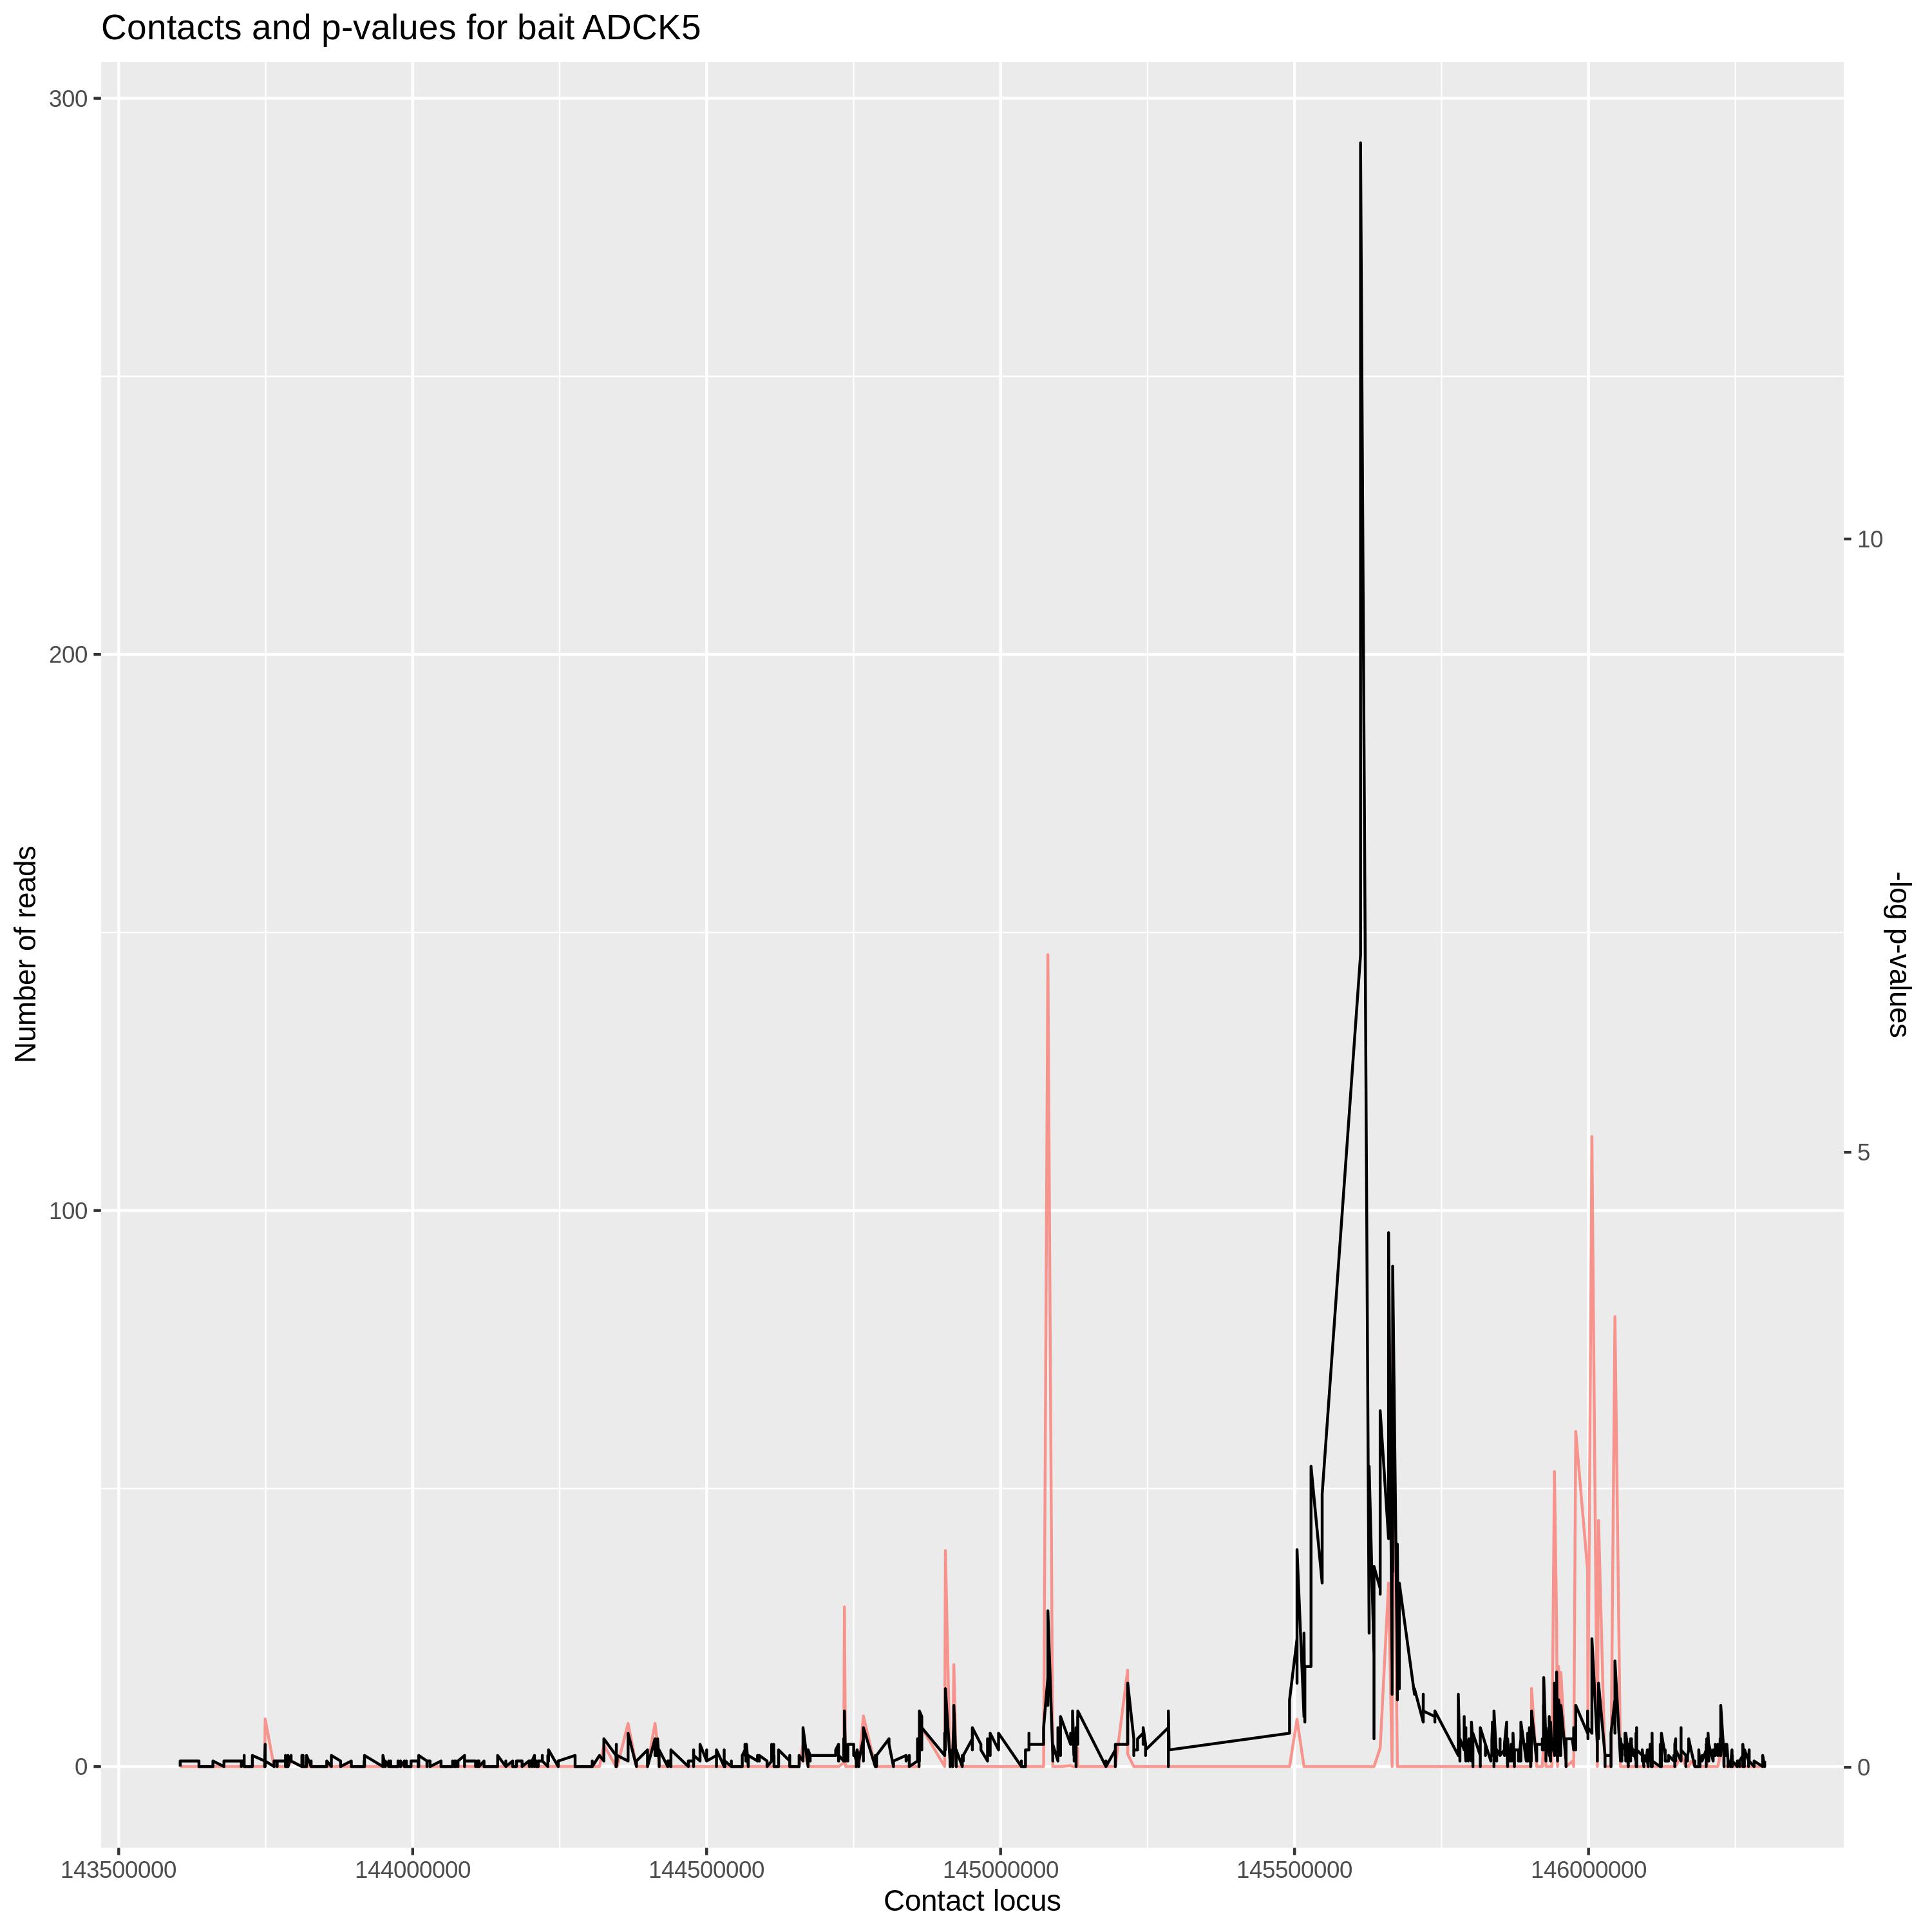 Contacts and p-values for bait ADCK5
300
200
100
0
Number of reads
10
5
0
-log p-values
143500000 144000000 144500000 145000000 145500000 146000000
Contact locus